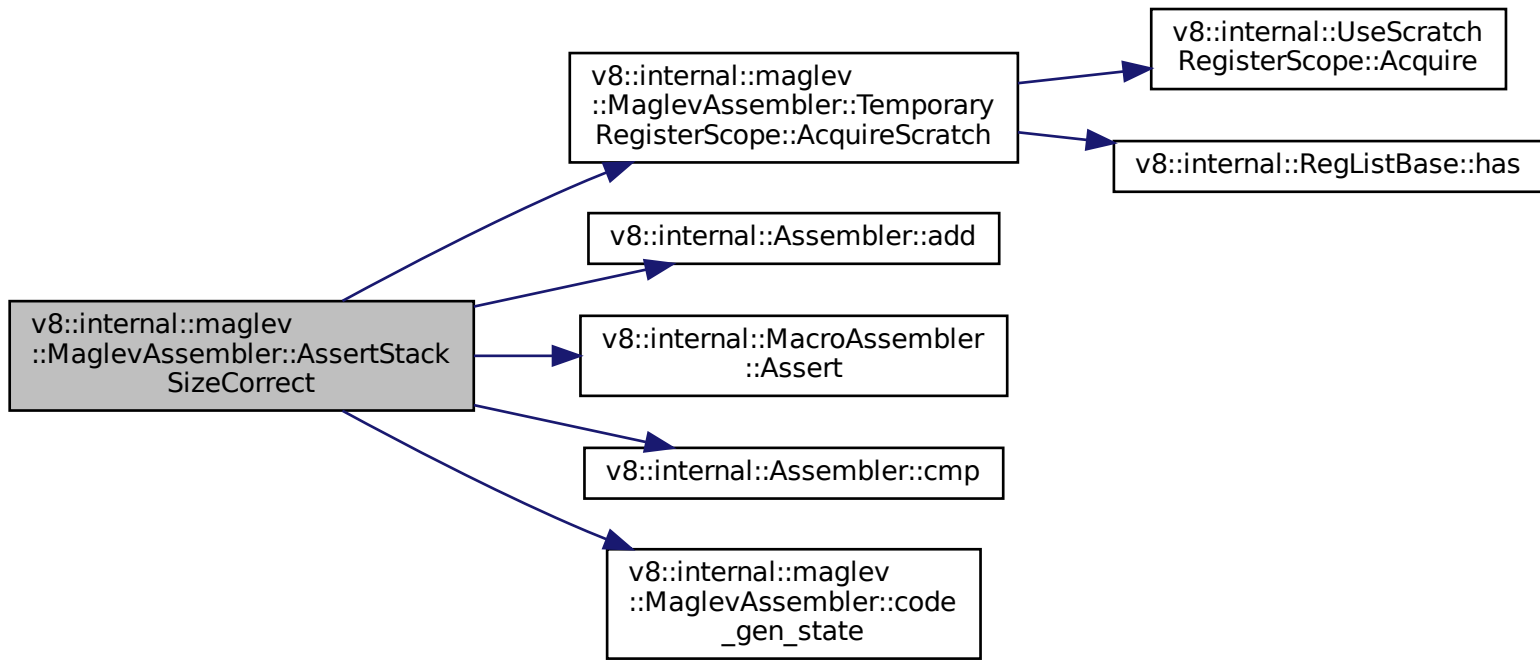 v8::internal::maglev
::MaglevAssembler::AssertStack
SizeCorrect
v8::internal::maglev
::MaglevAssembler::Temporary
RegisterScope::AcquireScratch
v8::internal::UseScratch
RegisterScope::Acquire
v8::internal::RegListBase::has
v8::internal::Assembler::add
v8::internal::MacroAssembler
::Assert
v8::internal::Assembler::cmp
v8::internal::maglev
::MaglevAssembler::code
_gen_state